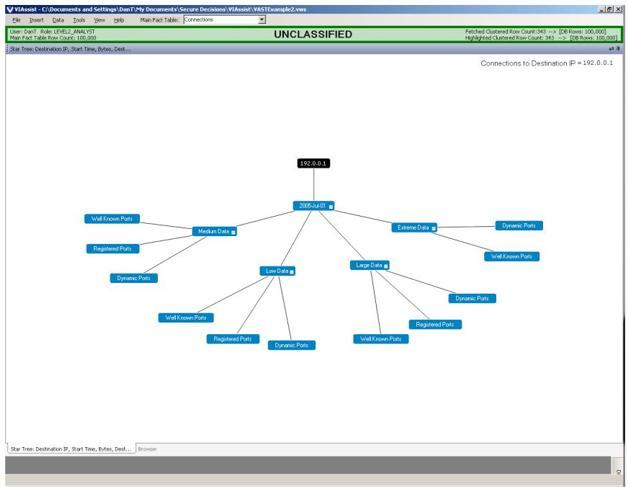 VIAssist - C:\Documents and Settings\DanT\My Documents\Secure Decisions\VIAssist\VASTExample2.vws
File Insert Data Tools View Help Main Fact Table: Connections
User: DanT Role: LEVEL2_ANALYST
Main Fact Table Row Count: 100,000
UNCLASSIFIED
Fetched Clustered Row Count:343 --> [DB Rows: 100,000]
Highlighted Clustered Row Count: 343 --> [DB Rows: 100,000]
Star Tree: Destination IP, Start Time, Bytes, Dest...
Connections to Destination IP = 192.0.0.1
192.0.0.1
2005-Jul-01
Well Known Ports
Medium Data
Registered Ports
Dynamic Ports
Extreme Data
Dynamic Ports
Well Known Ports
Low Data
Well Known Ports
Registered Ports
Dynamic Ports
Large Data
Dynamic Ports
Registered Ports
Well Known Ports
Star Tree: Destination IP, Start Time, Bytes, Dest... Browser